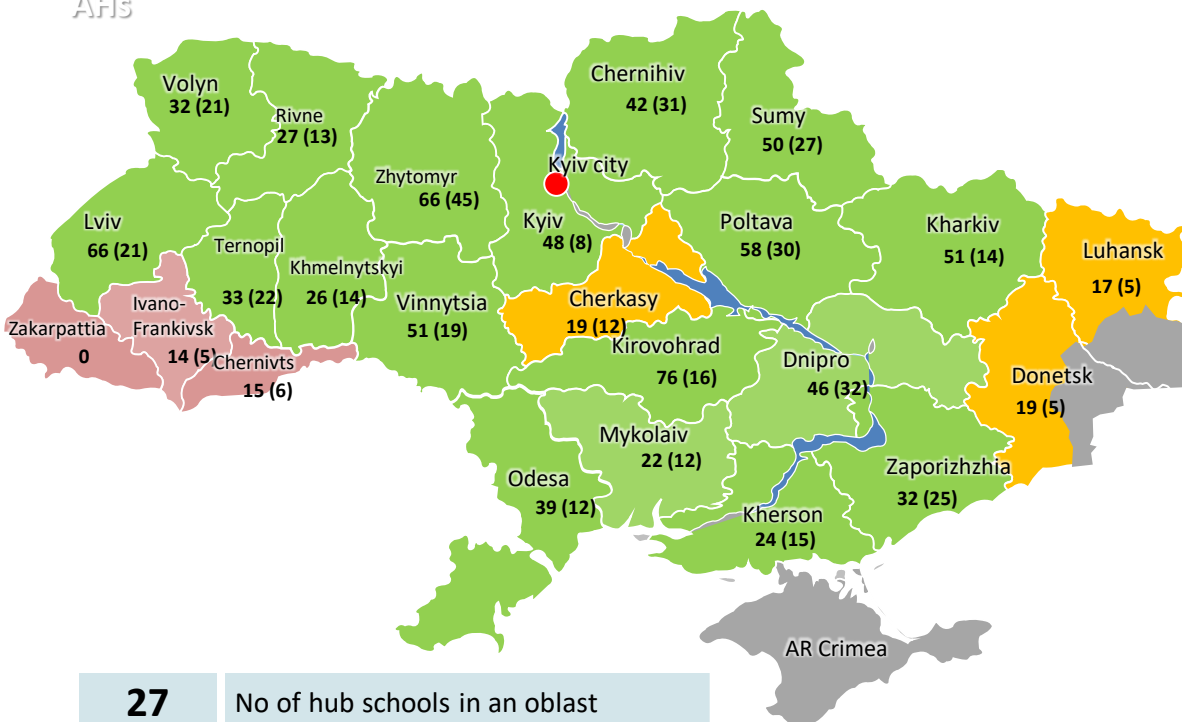 AHs
Chernihiv
42 (31)
Volyn
32 (21)
Rivne
27 (13)
Sumy
50 (27)
Kyiv city
Zhytomyr
66 (45)
Lviv
66 (21)
Ternopil
33 (22)
Khmelnytskyi
26 (14)
Kyiv
48 (8)
Poltava
58 (30)
Kharkiv
51 (14)
Luhansk
17 (5)
Zakarpattia
0
Ivano-
Frankivsk
14 (5)
Chernivts
15 (6)
Vinnytsia
51 (19)
Cherkasy
19 (12)
Kirovohrad
76 (16)
Dnipro
46 (32)
Donetsk
19 (5)
Mykolaiv
22 (12)
Odesa
39 (12)
Zaporizhzhia
32 (25)
Kherson
24 (15)
AR Crimea
27 No of hub schools in an oblast